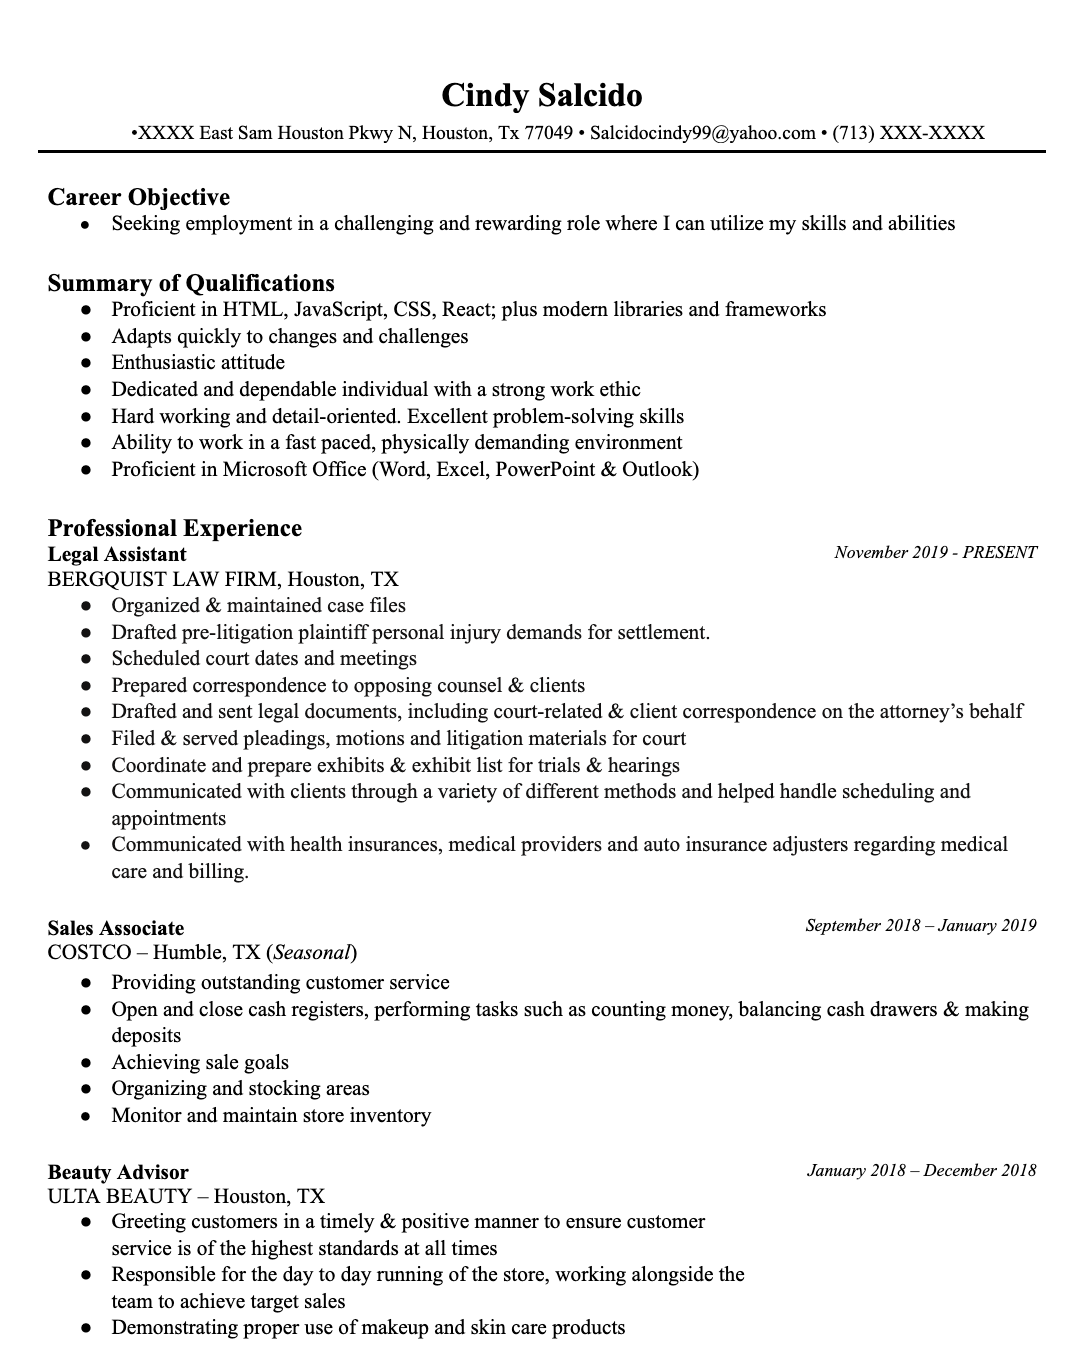 Cindy Salcido
•XXXX East Sam Houston Pkwy N, Houston, Tx 77049 • Salcidocindy99@yahoo.com • (713) XXX-XXXX
Career Objective
● Seeking employment in a challenging and rewarding role where I can utilize my skills and abilities
Summary of Qualifications
● Proficient in HTML, JavaScript, CSS, React; plus modern libraries and frameworks
● Adapts quickly to changes and challenges
● Enthusiastic attitude
● Dedicated and dependable individual with a strong work ethic
● Hard working and detail-oriented. Excellent problem-solving skills
● Ability to work in a fast paced, physically demanding environment
● Proficient in Microsoft Office (Word, Excel, PowerPoint & Outlook)
Professional Experience
Legal Assistant November 2019 - PRESENT
BERGQUIST LAW FIRM, Houston, TX
● Organized & maintained case files
● Drafted pre-litigation plaintiff personal injury demands for settlement.
● Scheduled court dates and meetings
● Prepared correspondence to opposing counsel & clients
● Drafted and sent legal documents, including court-related & client correspondence on the attorney’s behalf
● Filed & served pleadings, motions and litigation materials for court
● Coordinate and prepare exhibits & exhibit list for trials & hearings
● Communicated with clients through a variety of different methods and helped handle scheduling and
appointments
● Communicated with health insurances, medical providers and auto insurance adjusters regarding medical
care and billing.
Sales Associate September 2018 – January 2019
COSTCO – Humble, TX (Seasonal)
● Providing outstanding customer service
● Open and close cash registers, performing tasks such as counting money, balancing cash drawers & making
deposits
● Achieving sale goals
● Organizing and stocking areas
● Monitor and maintain store inventory
Beauty Advisor January 2018 – December 2018
ULTA BEAUTY – Houston, TX
● Greeting customers in a timely & positive manner to ensure customer
service is of the highest standards at all times
● Responsible for the day to day running of the store, working alongside the
team to achieve target sales
● Demonstrating proper use of makeup and skin care products